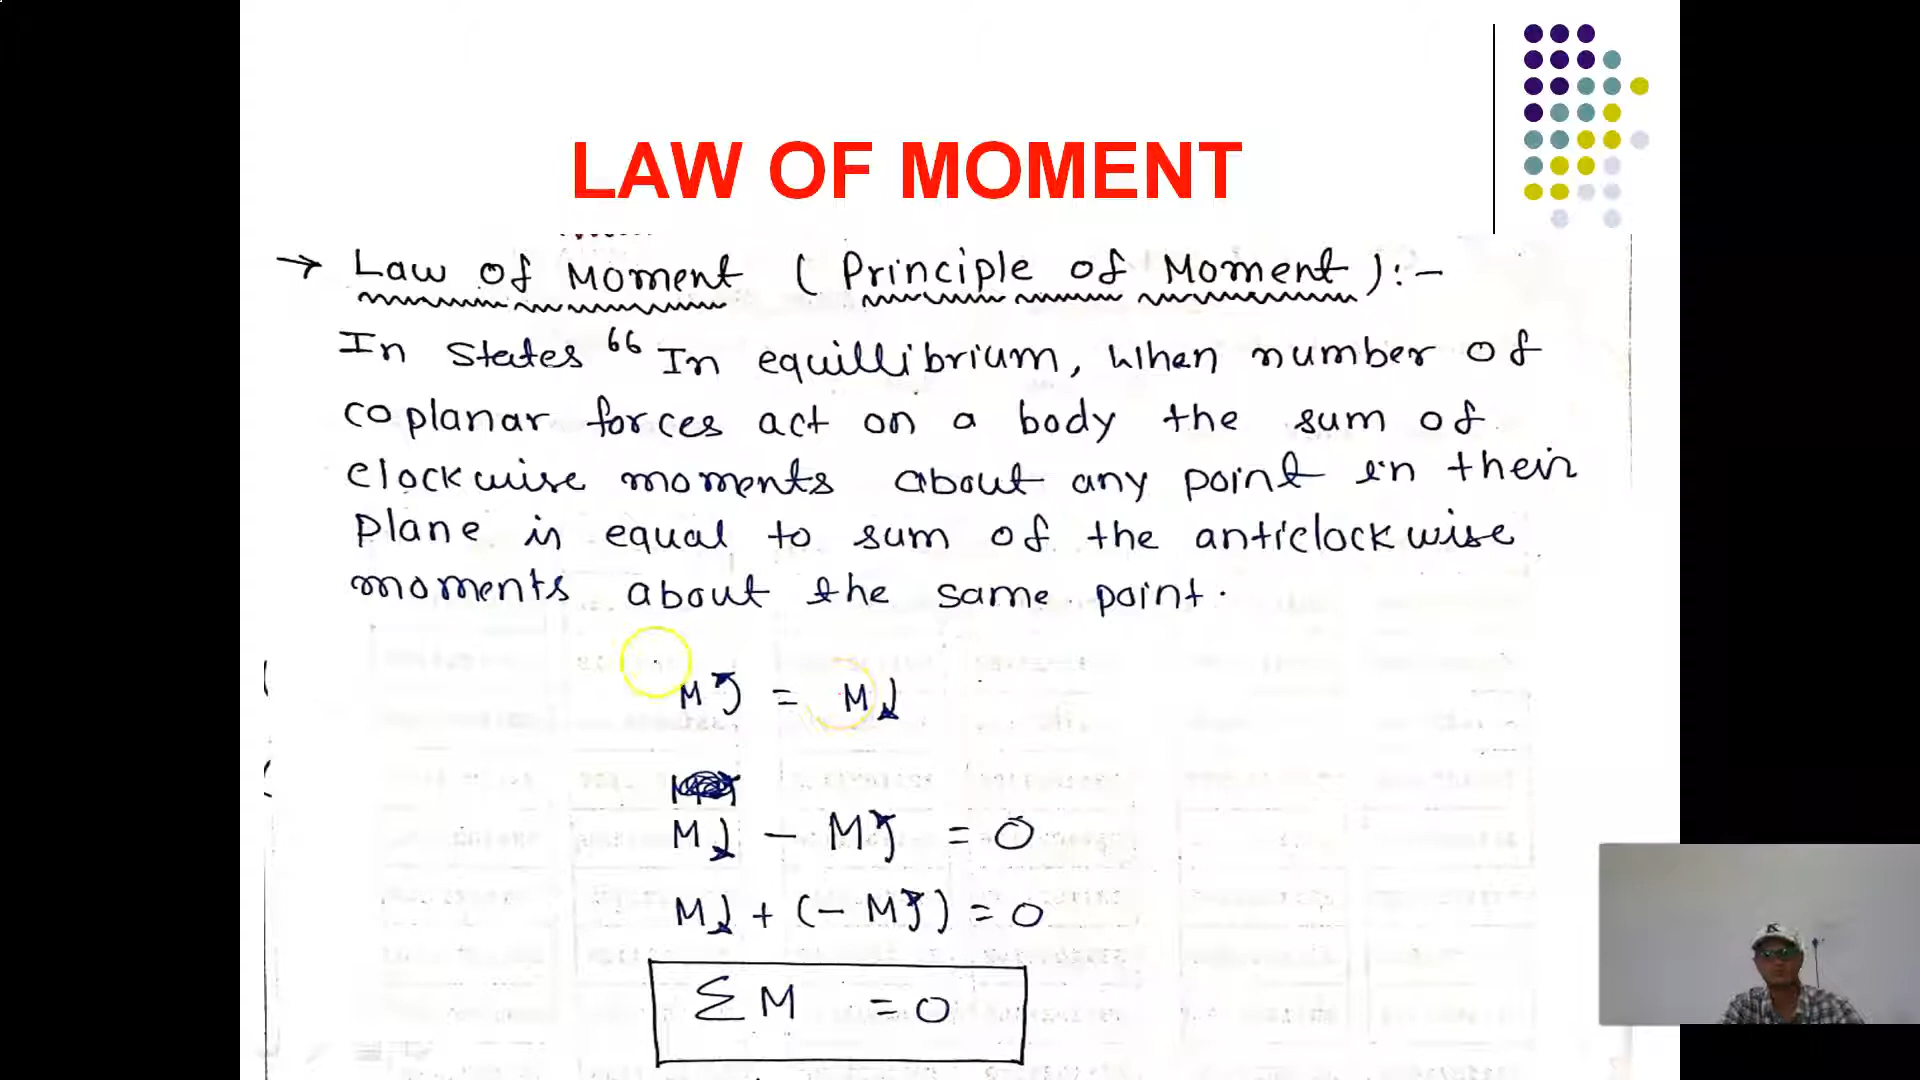 LAW OF MOMENT
→ Law of Moment (Principle of Moment):-
In states “ In equillibrium, when number of
coplanar forces act on a body the sum of
clockwise moments about any point in their
plane is equal to sum of the anticlockwise
moments about the same point.
M↺ = M↻
M↻ - M↺ = 0
M↻ + (- M↺) = 0
Σ M = 0